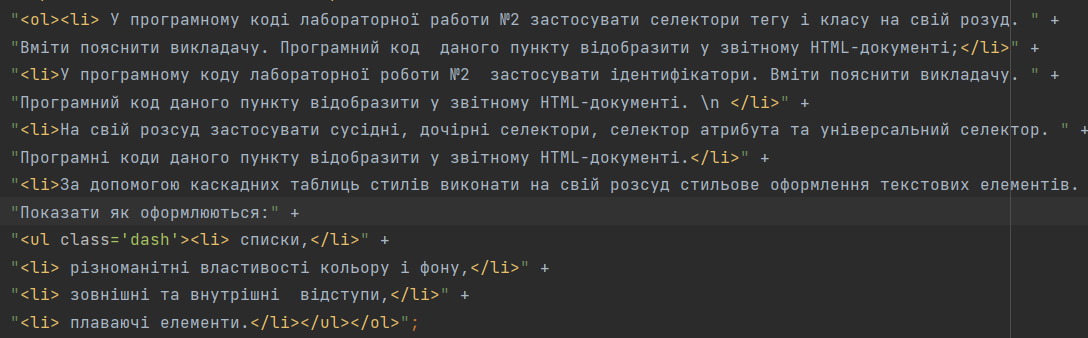 "<ol><li> У програмному коді лабораторної работи №2 застосувати селектори тегу і класу на свій розуд. " +
"Вміти пояснити викладачу. Програмний код  даного пункту відобразити у звітному HTML-документі;</li>" +
"<li>У програмному коду лабораторної роботи №2  застосувати ідентифікатори. Вміти пояснити викладачу. " +
"Програмний код даного пункту відобразити у звітному HTML-документі. \n </li>" +
"<li>На свій розсуд застосувати сусідні, дочірні селектори, селектор атрибута та універсальний селектор. " +
"Програмні коди даного пункту відобразити у звітному HTML-документі.</li>" +
"<li>За допомогою каскадних таблиць стилів виконати на свій розсуд стильове оформлення текстових елементів.
"Показати як оформлюються:" +
"<ul class='dash'><li> списки,</li>" +
"<li> різноманітні властивості кольору і фону,</li>" +
"<li> зовнішні та внутрішні  відступи,</li>" +
"<li> плаваючі елементи.</li></ul></ol>";